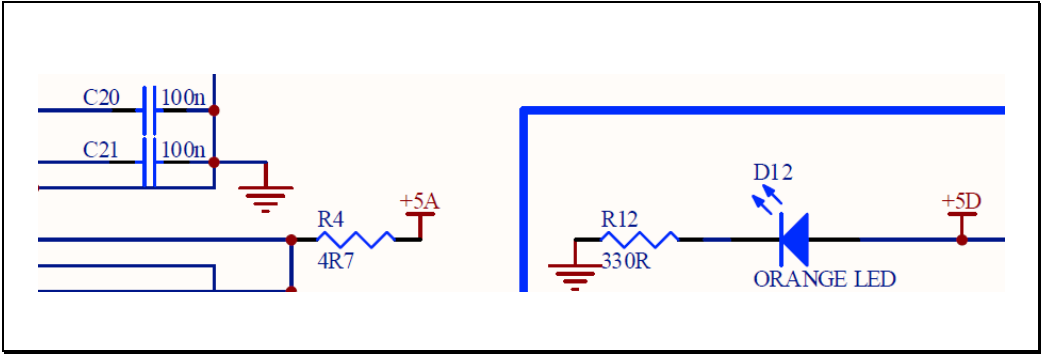 C20 100n
C21 100n
D12
+5A
+5D
R4
R12
4R7
330R
ORANGE LED